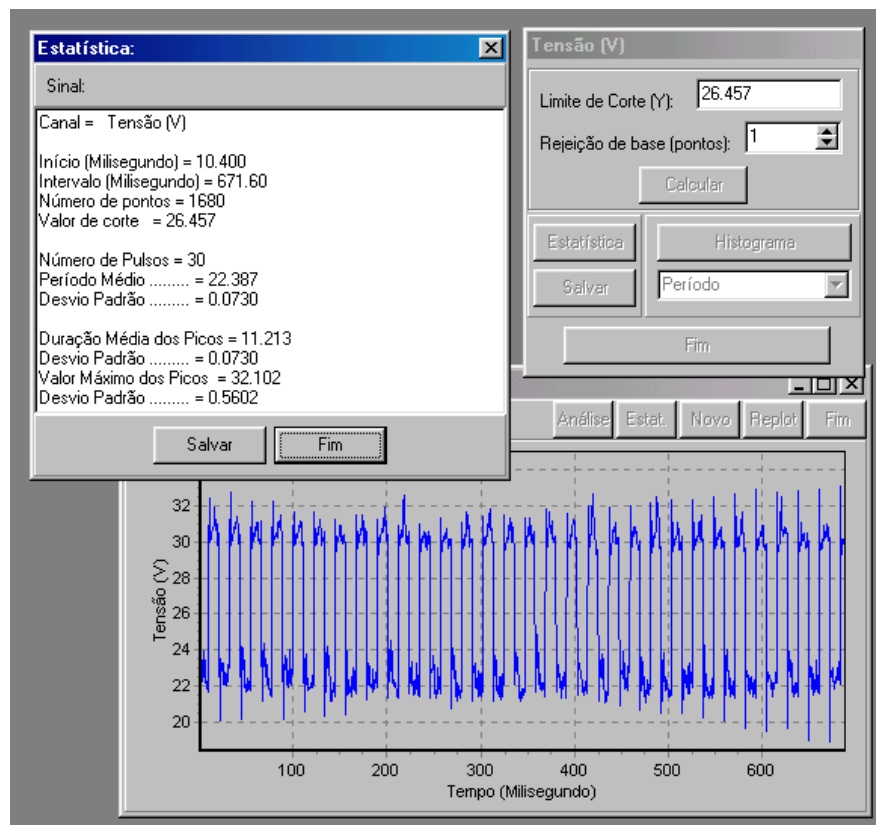 Estatística:
Sinal:
Canal = Tensão (V)
Início (Milisegundo) = 10.400
Intervalo (Milisegundo) = 671.60
Número de pontos = 1680
Valor de corte = 26.457
Número de Pulsos = 30
Período Médio ......... = 22.387
Desvio Padrão ......... = 0.0730
Duração Média dos Picos = 11.213
Desvio Padrão ......... = 0.0730
Valor Máximo dos Picos = 32.102
Desvio Padrão ......... = 0.5602
Salvar Fim
Tensão (V)
Limite de Corte (Y): 26.457
Rejeição de base (pontos): 1
Calcular
Estatística Histograma
Salvar Período
Fim
Análise Estat. Novo Replot Fim
32
30
28
26
24
22
20
Tensão (V)
100 200 300 400 500 600
Tempo (Milisegundo)